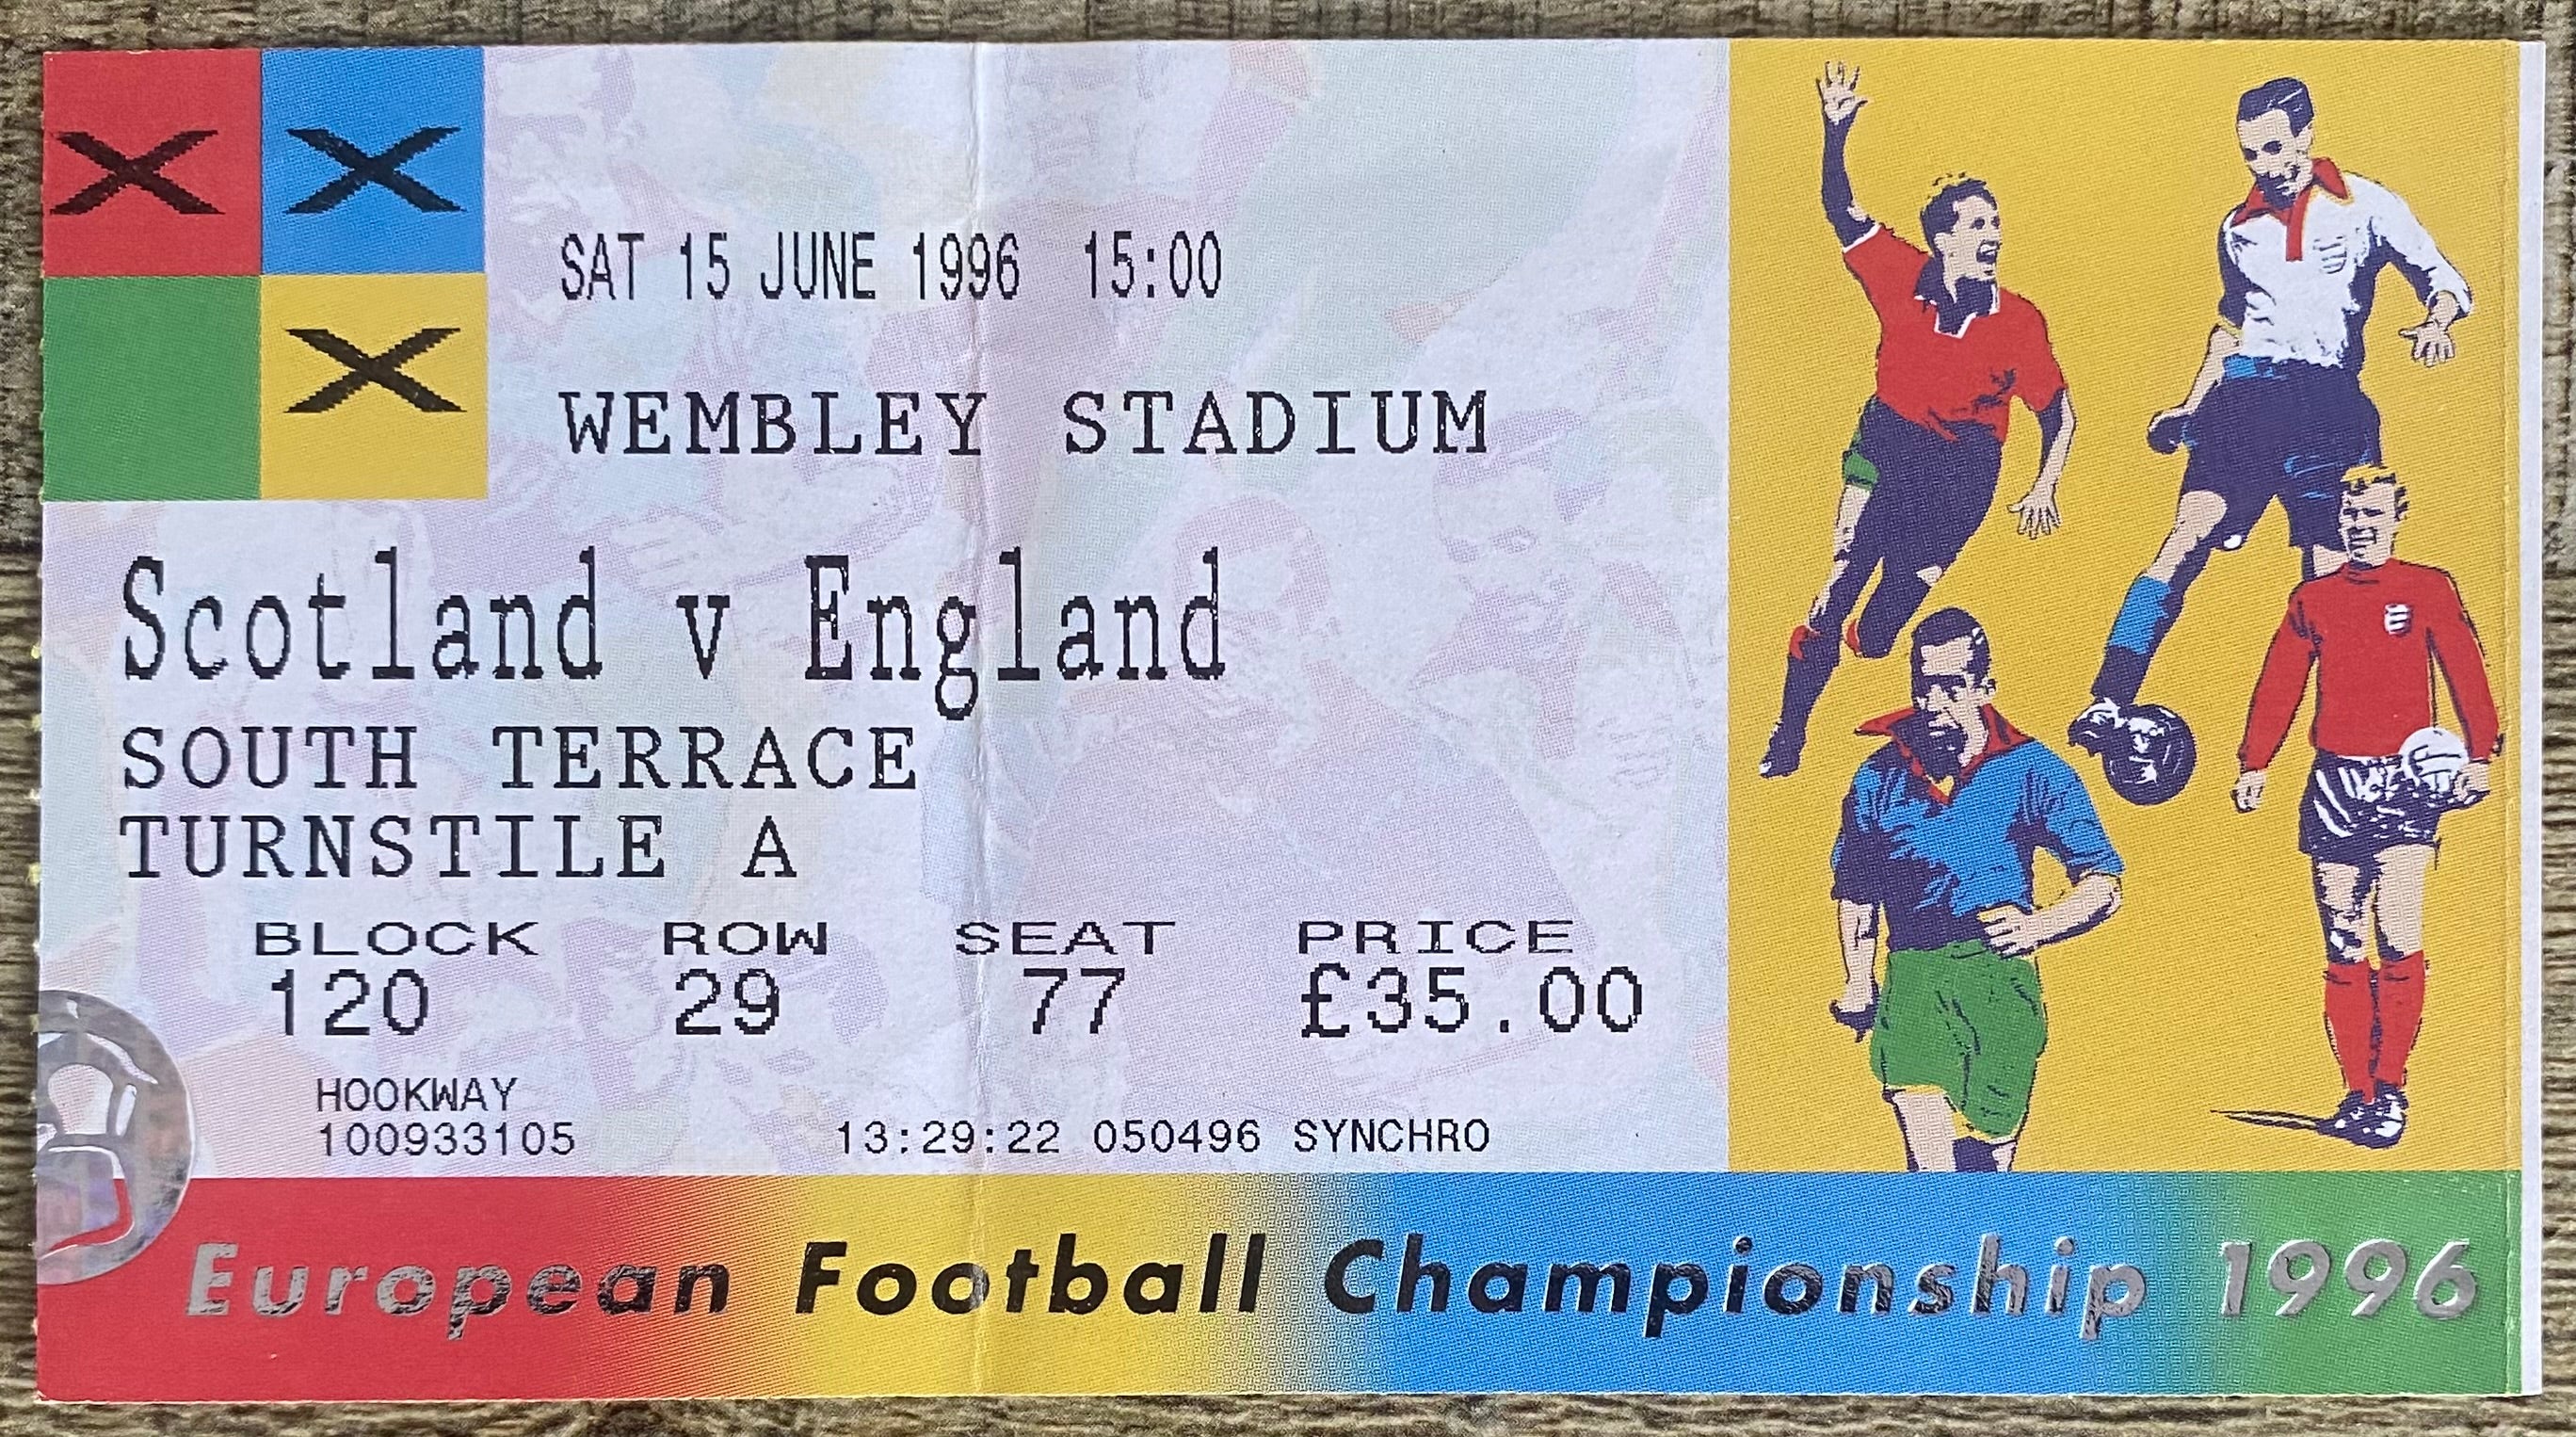 SAT 15 JUNE 1996 15:00
WEMBLEY STADIUM
Scotland v England
SOUTH TERRACE
TURNSTILE A
BLOCK ROW SEAT PRICE
120 29 77 £35.00
HOOKWAY
100933105 13:29:22 050496 SYNCHRO
European Football Championship 1996